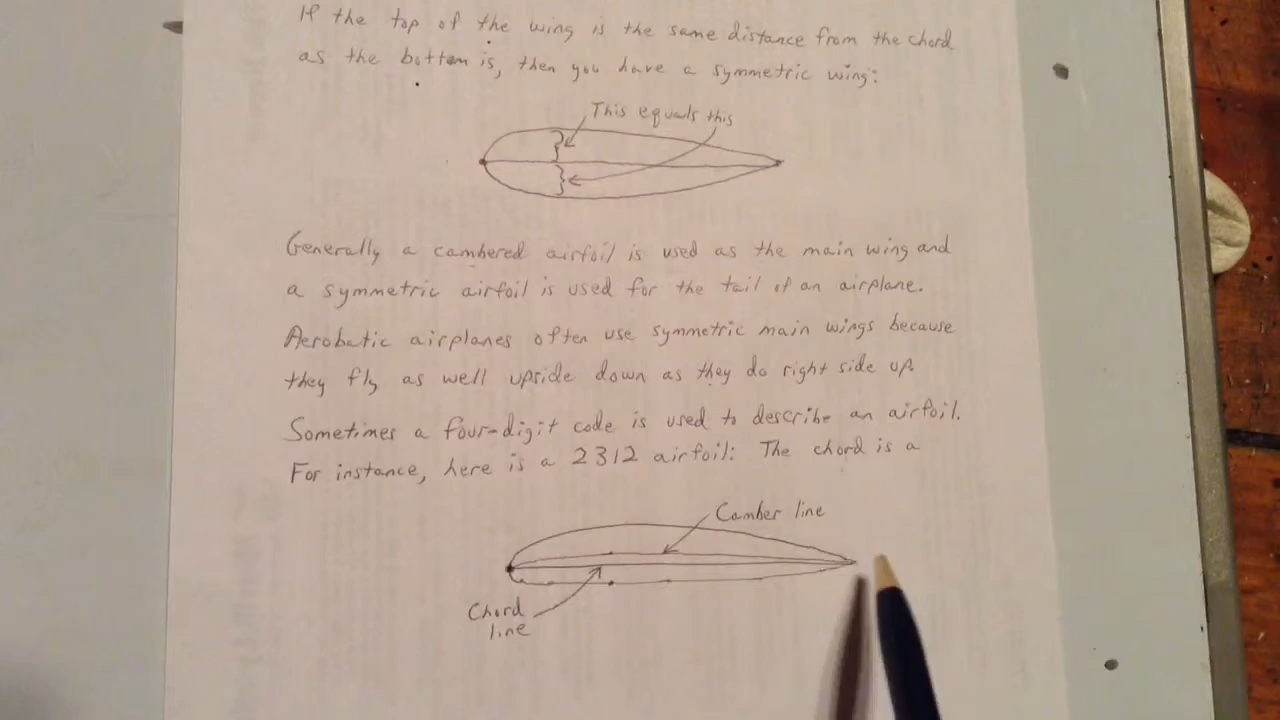 If the top of the wing is the same distance from the chord
as the bottom is, then you have a symmetric wing:
This equals this
Generally a cambered airfoil is used as the main wing and
a symmetric airfoil is used for the tail of an airplane.
Aerobatic airplanes often use symmetric main wings because
they fly as well upside down as they do right side up.
Sometimes a four-digit code is used to describe an airfoil.
For instance, here is a 2312 airfoil: The chord is a
Camber line
Chord
line